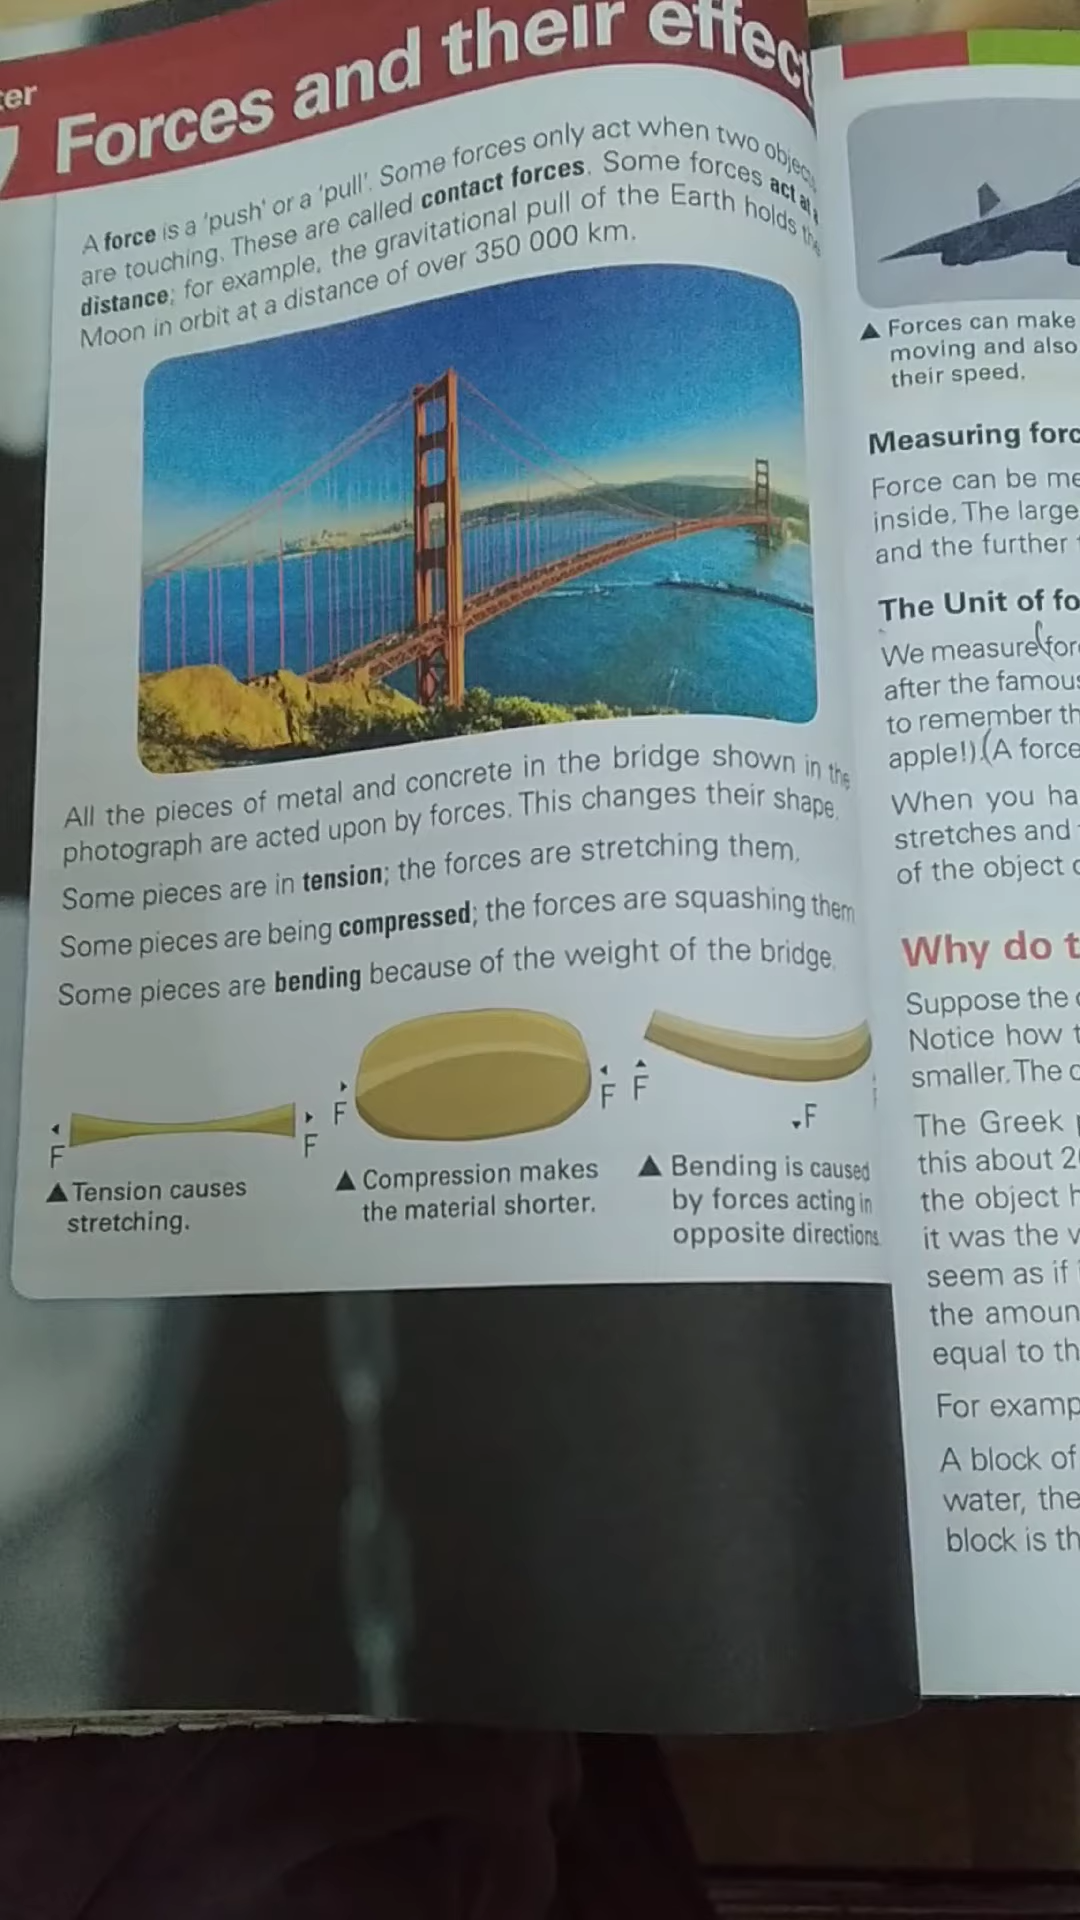 ter
Forces and their effect
A force is a 'push' or a 'pull'. Some forces only act when two objec
are touching. These are called contact forces. Some forces act at a
distance; for example, the gravitational pull of the Earth holds the
Moon in orbit at a distance of over 350 000 km.
All the pieces of metal and concrete in the bridge shown in the
photograph are acted upon by forces. This changes their shape.
Some pieces are in tension; the forces are stretching them.
Some pieces are being compressed; the forces are squashing them
Some pieces are bending because of the weight of the bridge.
F
F
▲ Tension causes
stretching.
F
F
▲ Compression makes
the material shorter.
F
F
▲ Bending is caused
by forces acting in
opposite directions.
▲ Forces can make
moving and also
their speed.
Measuring forc
Force can be me
inside. The large
and the further
The Unit of fo
We measure for
after the famous
to remember th
apple!). (A force
When you ha
stretches and
of the object
Why do t
Suppose the
Notice how t
smaller. The
The Greek
this about 2
the object h
it was the
seem as if
the amoun
equal to th
For examp
A block of
water, the
block is th